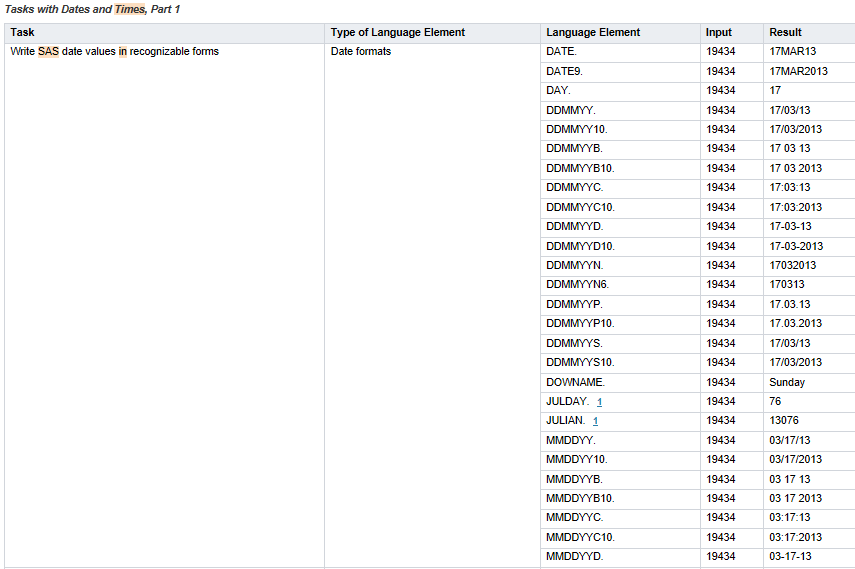 Tasks with Dates and Times, Part 1
Task Type of Language Element Language Element Input Result
Write SAS date values in recognizable forms Date formats DATE. 19434 17MAR13
DATE9. 19434 17MAR2013
DAY. 19434 17
DDMMYY. 19434 17/03/13
DDMMYY10. 19434 17/03/2013
DDMMYYB. 19434 17 03 13
DDMMYYB10. 19434 17 03 2013
DDMMYYC. 19434 17:03:13
DDMMYYC10. 19434 17:03:2013
DDMMYYD. 19434 17-03-13
DDMMYYD10. 19434 17-03-2013
DDMMYYN. 19434 17032013
DDMMYYN6. 19434 170313
DDMMYYP. 19434 17.03.13
DDMMYYP10. 19434 17.03.2013
DDMMYYS. 19434 17/03/13
DDMMYYS10. 19434 17/03/2013
DOWNAME. 19434 Sunday
JULDAY. 1 19434 76
JULIAN. 1 19434 13076
MMDDYY. 19434 03/17/13
MMDDYY10. 19434 03/17/2013
MMDDYYB. 19434 03 17 13
MMDDYYB10. 19434 03 17 2013
MMDDYYC. 19434 03:17:13
MMDDYYC10. 19434 03:17:2013
MMDDYYD. 19434 03-17-13